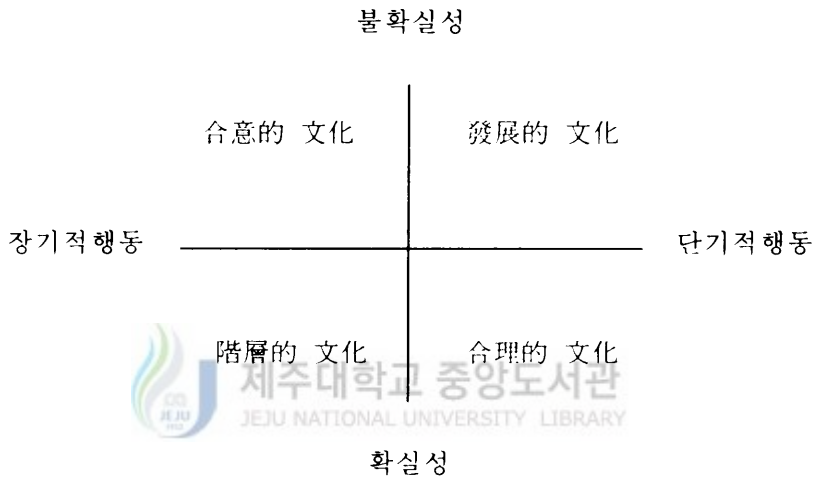 불확실성
合意的 文化 發展的 文化
장기적행동 단기적행동
階層的 文化 合理的 文化
제주대학교 중앙도서관
JEJU NATIONAL UNIVERSITY LIBRARY
JEJU
1952
확실성